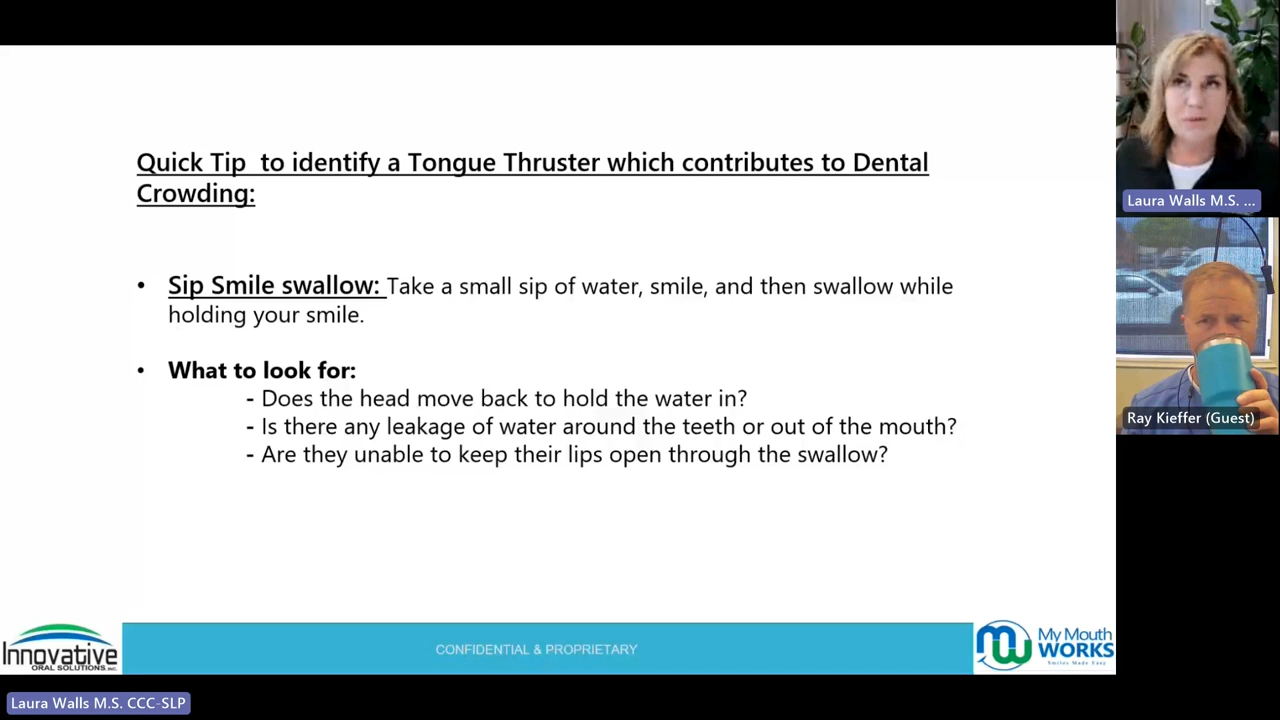 Quick Tip  to identify a Tongue Thruster which contributes to Dental
Crowding:
• Sip Smile swallow: Take a small sip of water, smile, and then swallow while
holding your smile.
• What to look for:
- Does the head move back to hold the water in?
- Is there any leakage of water around the teeth or out of the mouth?
- Are they unable to keep their lips open through the swallow?
Innovative
ORAL SOLUTIONS, INC.
CONFIDENTIAL & PROPRIETARY
My Mouth
WORKS
Smiles Made Easy
Laura Walls M.S. ...
Ray Kieffer (Guest)
Laura Walls M.S. CCC-SLP